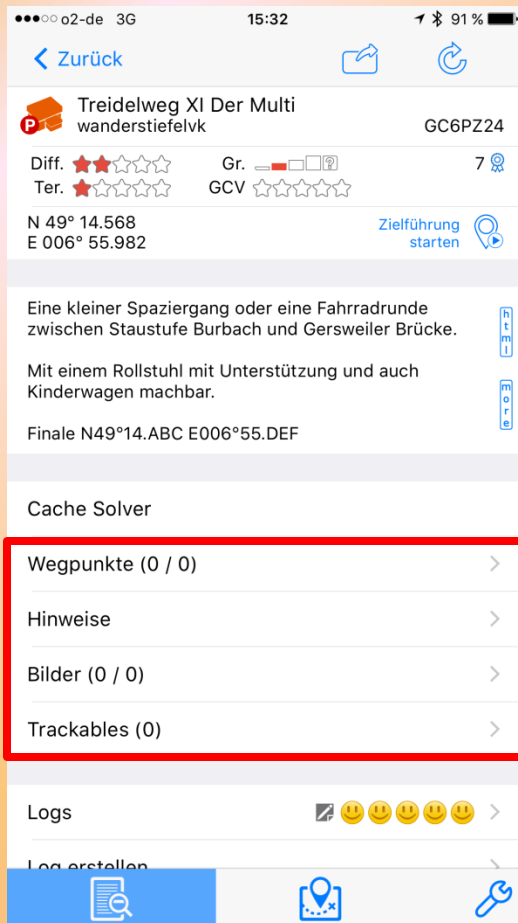 o2-de 3G 15:32 91 %
Zurück
Treidelweg XI Der Multi
P wanderstiefelvk GC6PZ24
Diff. Gr. ? 7
Ter. GCV
N 49° 14.568 Zielführung
E 006° 55.982 starten
Eine kleiner Spaziergang oder eine Fahrradrunde
zwischen Staustufe Burbach und Gersweiler Brücke.
html
Mit einem Rollstuhl mit Unterstützung und auch
Kinderwagen machbar.
more
Finale N49°14.ABC E006°55.DEF
Cache Solver
Wegpunkte (0 / 0)
Hinweise
Bilder (0 / 0)
Trackables (0)
Logs
Log erstellen